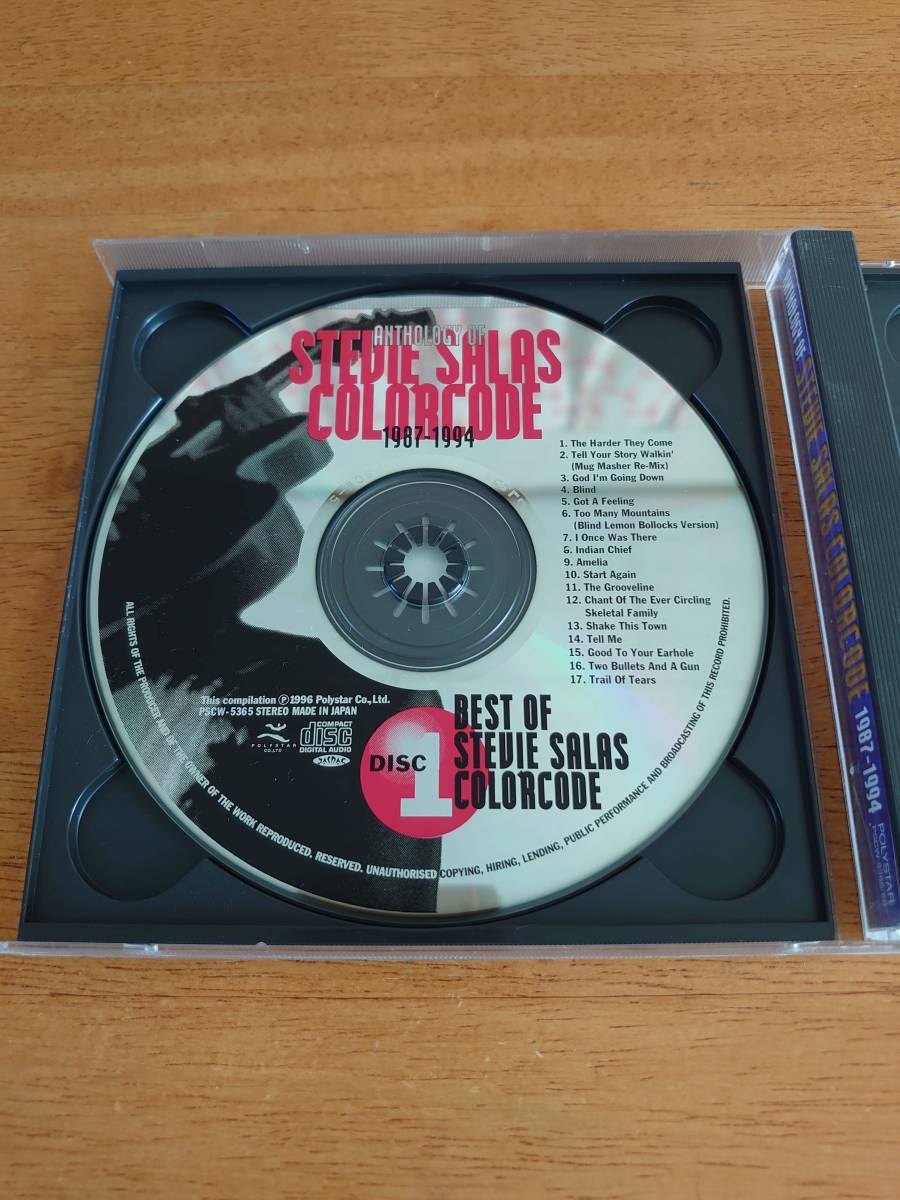 ANTHOLOGY OF
STEVIE SALAS
COLORCODE
1987-1994
1. The Harder They Come
2. Tell Your Story Walkin'
(Mug Masher Re-Mix)
3. God I'm Going Down
4. Blind
5. Got A Feeling
6. Too Many Mountains
(Blind Lemon Bollocks Version)
7. I Once Was There
8. Indian Chief
9. Amelia
10. Start Again
11. The Grooveline
12. Chant Of The Ever Circling
Skeletal Family
13. Shake This Town
14. Tell Me
15. Good To Your Earhole
16. Two Bullets And A Gun
17. Trail Of Tears
This compilation ℗1996 Polystar Co., Ltd.
PSCW-5365 STEREO MADE IN JAPAN
POLYSTAR
CO.,LTD
COMPACT
disc
DIGITAL AUDIO
JASRAC
DISC 1
BEST OF
STEVIE SALAS
COLORCODE
ALL RIGHTS OF THE PRODUCER AND OF THE OWNER OF THE WORK REPRODUCED. RESERVED. UNAUTHORISED COPYING, HIRING, LENDING, PUBLIC PERFORMANCE AND BROADCASTING OF THIS RECORD PROHIBITED.
ANTHOLOGY OF STEVIE SALAS COLORCODE 1987-1994
POLYSTAR